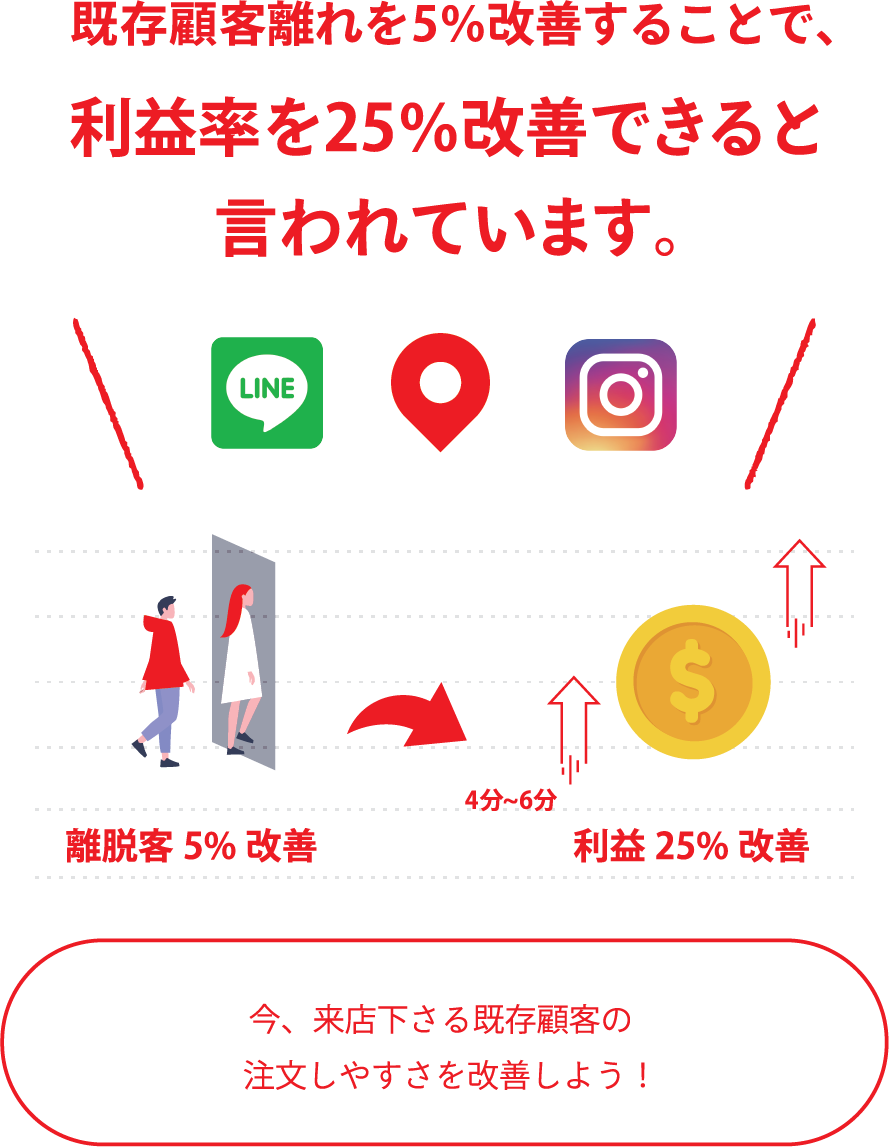 既存顧客離れを5%改善することで、
利益率を25%改善できると
言われています。
LINE
4分~6分
離脱客 5% 改善
利益 25% 改善
今、来店下さる既存顧客の
注文しやすさを改善しよう！